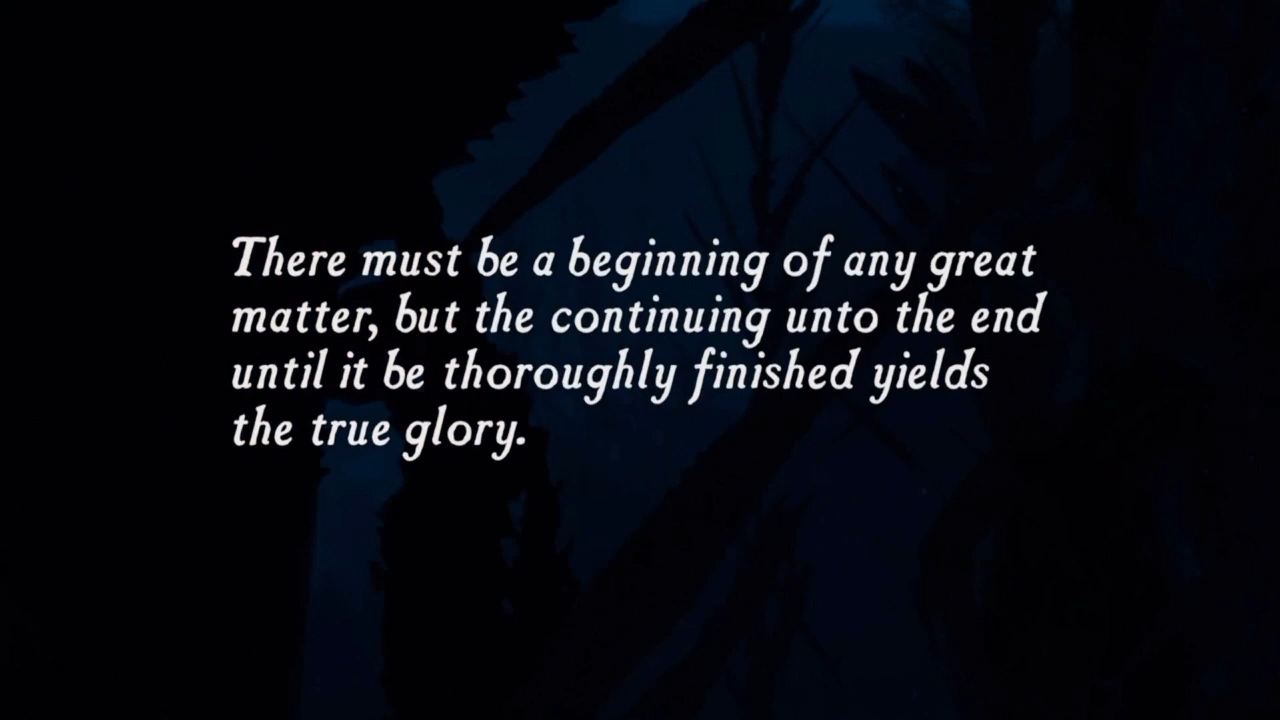 There must be a beginning of any great
matter, but the continuing unto the end
until it be thoroughly finished yields
the true glory.